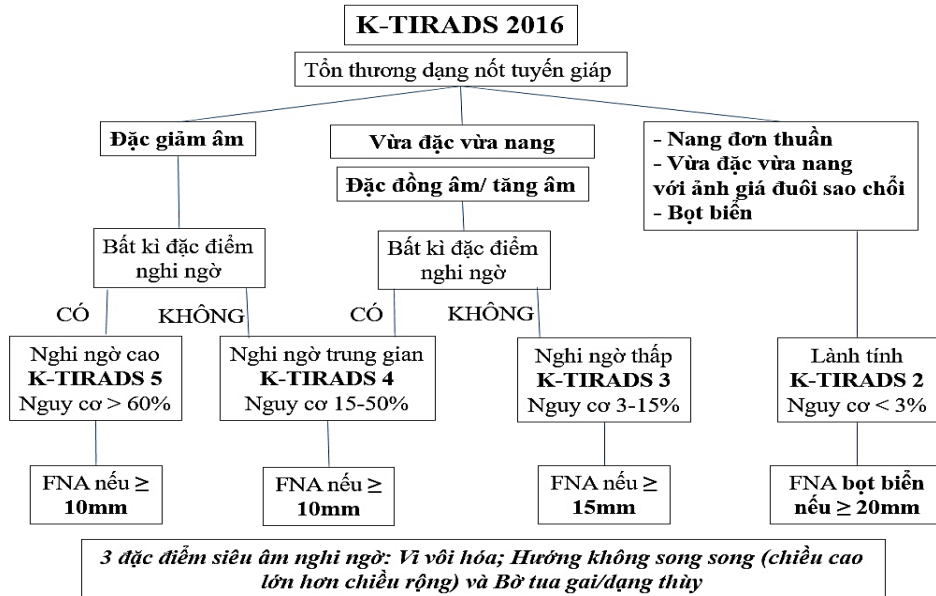 K-TIRADS 2016
Tổn thương dạng nốt tuyến giáp
Đặc giảm âm
Vừa đặc vừa nang
Đặc đồng âm/ tăng âm
- Nang đơn thuần
- Vừa đặc vừa nang
với ảnh giả đuôi sao chổi
- Bọt biển
Bất kì đặc điểm
nghi ngờ
Bất kì đặc điểm
nghi ngờ
CÓ
KHÔNG
CÓ
KHÔNG
Nghi ngờ cao
K-TIRADS 5
Nguy cơ > 60%
Nghi ngờ trung gian
K-TIRADS 4
Nguy cơ 15-50%
Nghi ngờ thấp
K-TIRADS 3
Nguy cơ 3-15%
Lành tính
K-TIRADS 2
Nguy cơ < 3%
FNA nếu ≥
10mm
FNA nếu ≥
10mm
FNA nếu ≥
15mm
FNA bọt biển
nếu ≥ 20mm
3 đặc điểm siêu âm nghi ngờ: Vi vôi hóa; Hướng không song song (chiều cao
lớn hơn chiều rộng) và Bờ tua gai/dạng thùy